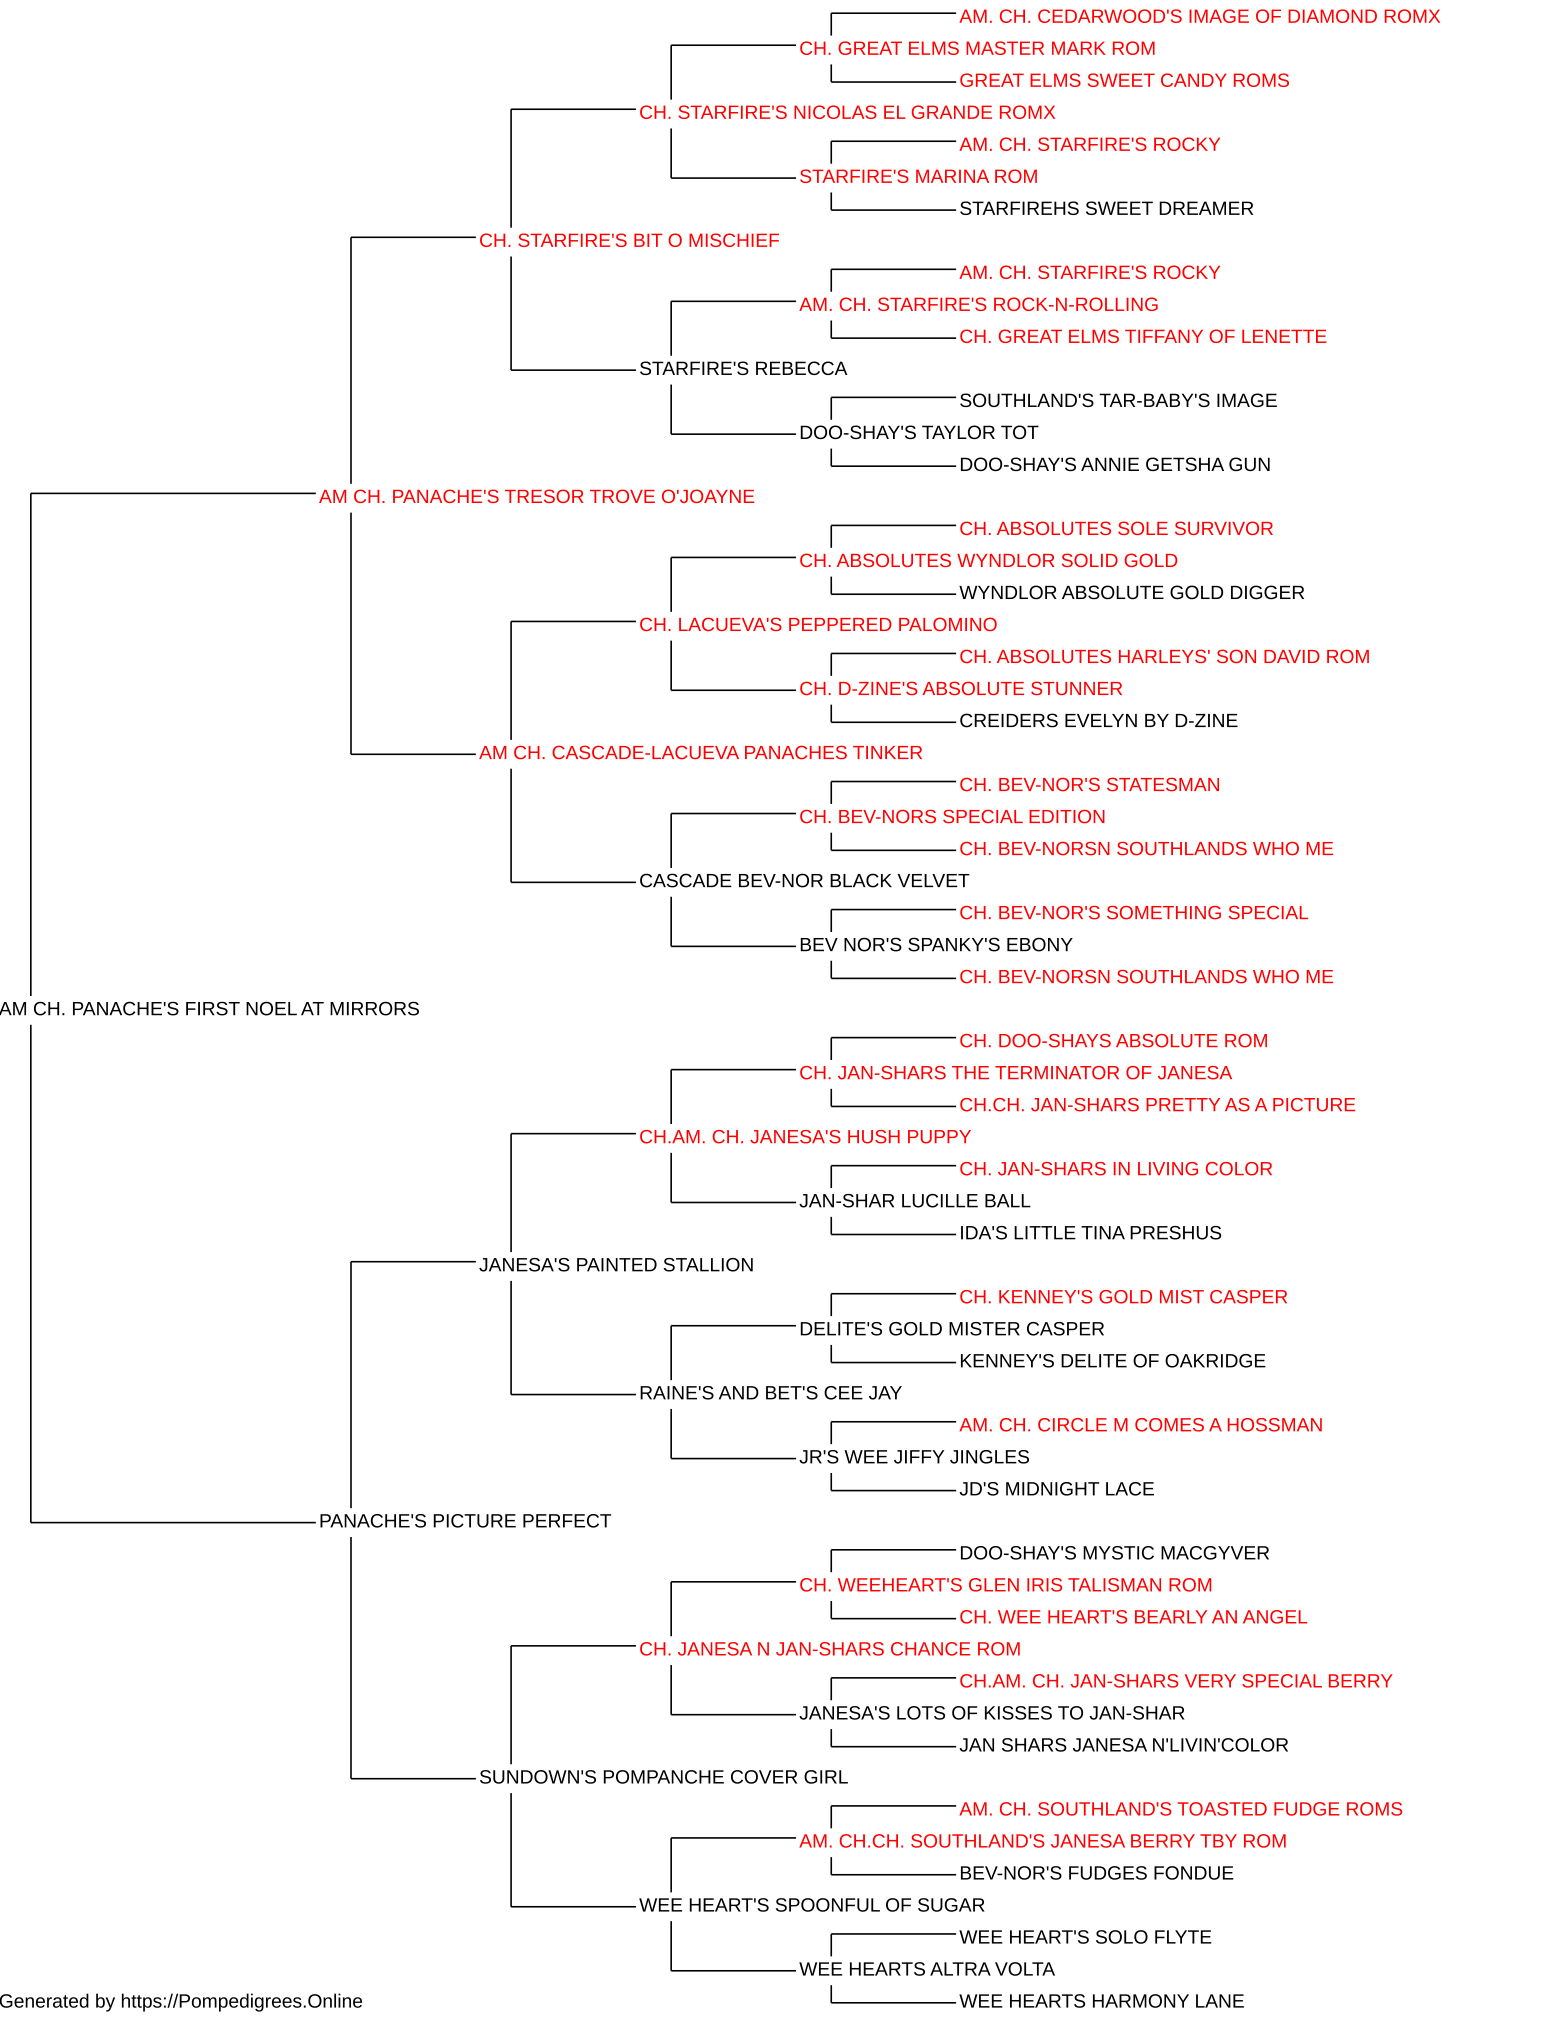 AM. CH. CEDARWOOD'S IMAGE OF DIAMOND ROMX
CH. GREAT ELMS MASTER MARK ROM
GREAT ELMS SWEET CANDY ROMS
CH. STARFIRE'S NICOLAS EL GRANDE ROMX
AM. CH. STARFIRE'S ROCKY
STARFIRE'S MARINA ROM
STARFIREHS SWEET DREAMER
CH. STARFIRE'S BIT O MISCHIEF
AM. CH. STARFIRE'S ROCKY
AM. CH. STARFIRE'S ROCK-N-ROLLING
CH. GREAT ELMS TIFFANY OF LENETTE
STARFIRE'S REBECCA
SOUTHLAND'S TAR-BABY'S IMAGE
DOO-SHAY'S TAYLOR TOT
DOO-SHAY'S ANNIE GETSHA GUN
AM CH. PANACHE'S TRESOR TROVE O'JOAYNE
CH. ABSOLUTES SOLE SURVIVOR
CH. ABSOLUTES WYNDLOR SOLID GOLD
WYNDLOR ABSOLUTE GOLD DIGGER
CH. LACUEVA'S PEPPERED PALOMINO
CH. ABSOLUTES HARLEYS' SON DAVID ROM
CH. D-ZINE'S ABSOLUTE STUNNER
CREIDERS EVELYN BY D-ZINE
AM CH. CASCADE-LACUEVA PANACHES TINKER
CH. BEV-NOR'S STATESMAN
CH. BEV-NORS SPECIAL EDITION
CH. BEV-NORSN SOUTHLANDS WHO ME
CASCADE BEV-NOR BLACK VELVET
CH. BEV-NOR'S SOMETHING SPECIAL
BEV NOR'S SPANKY'S EBONY
CH. BEV-NORSN SOUTHLANDS WHO ME
AM CH. PANACHE'S FIRST NOEL AT MIRRORS
CH. DOO-SHAYS ABSOLUTE ROM
CH. JAN-SHARS THE TERMINATOR OF JANESA
CH.CH. JAN-SHARS PRETTY AS A PICTURE
CH.AM. CH. JANESA'S HUSH PUPPY
CH. JAN-SHARS IN LIVING COLOR
JAN-SHAR LUCILLE BALL
IDA'S LITTLE TINA PRESHUS
JANESA'S PAINTED STALLION
CH. KENNEY'S GOLD MIST CASPER
DELITE'S GOLD MISTER CASPER
KENNEY'S DELITE OF OAKRIDGE
RAINE'S AND BET'S CEE JAY
AM. CH. CIRCLE M COMES A HOSSMAN
JR'S WEE JIFFY JINGLES
JD'S MIDNIGHT LACE
PANACHE'S PICTURE PERFECT
DOO-SHAY'S MYSTIC MACGYVER
CH. WEEHEART'S GLEN IRIS TALISMAN ROM
CH. WEE HEART'S BEARLY AN ANGEL
CH. JANESA N JAN-SHARS CHANCE ROM
CH.AM. CH. JAN-SHARS VERY SPECIAL BERRY
JANESA'S LOTS OF KISSES TO JAN-SHAR
JAN SHARS JANESA N'LIVIN'COLOR
SUNDOWN'S POMPANCHE COVER GIRL
AM. CH. SOUTHLAND'S TOASTED FUDGE ROMS
AM. CH.CH. SOUTHLAND'S JANESA BERRY TBY ROM
BEV-NOR'S FUDGES FONDUE
WEE HEART'S SPOONFUL OF SUGAR
WEE HEART'S SOLO FLYTE
WEE HEARTS ALTRA VOLTA
WEE HEARTS HARMONY LANE
Generated by https://Pompedigrees.Online